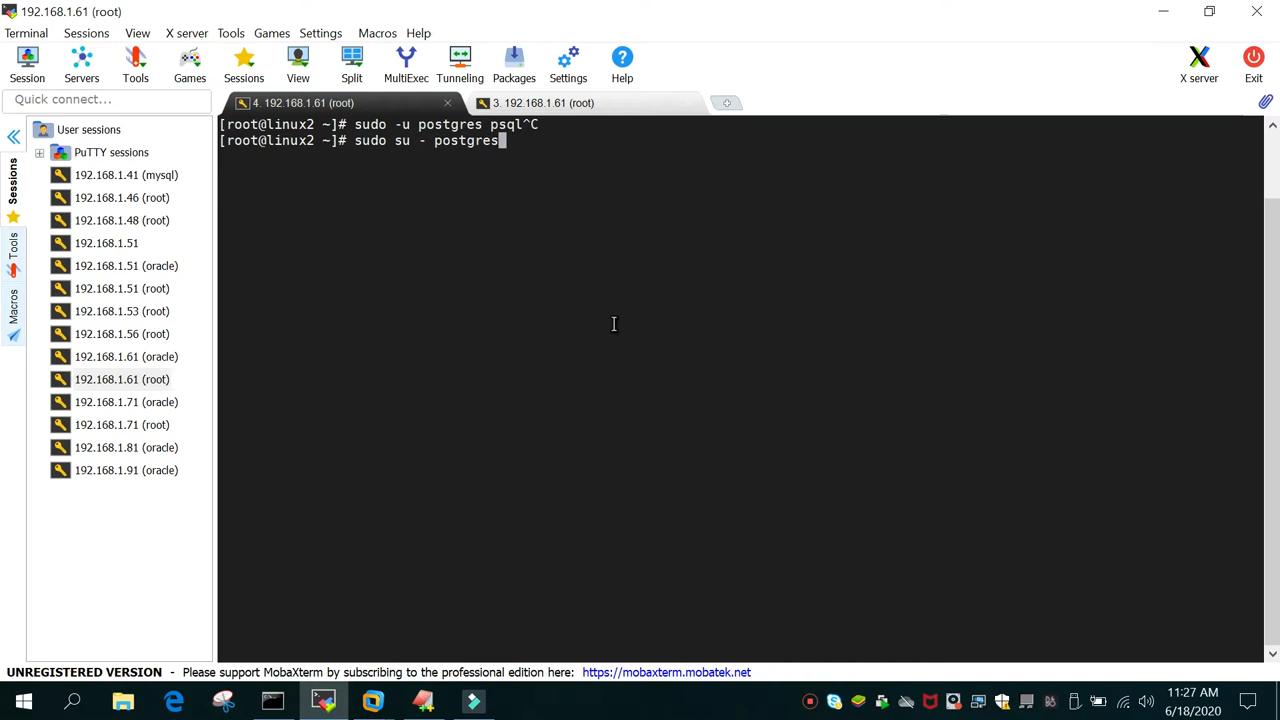 192.168.1.61 (root)
Terminal Sessions View X server Tools Games Settings Macros Help
Session Servers Tools Games Sessions View Split MultiExec Tunneling Packages Settings Help X server Exit
Quick connect...
4. 192.168.1.61 (root)
3. 192.168.1.61 (root)
Sessions
Tools
Macros
User sessions
PuTTY sessions
192.168.1.41 (mysql)
192.168.1.46 (root)
192.168.1.48 (root)
192.168.1.51
192.168.1.51 (oracle)
192.168.1.51 (root)
192.168.1.53 (root)
192.168.1.56 (root)
192.168.1.61 (oracle)
192.168.1.61 (root)
192.168.1.71 (oracle)
192.168.1.71 (root)
192.168.1.81 (oracle)
192.168.1.91 (oracle)
[root@linux2 ~]# sudo -u postgres psql^C
[root@linux2 ~]# sudo su - postgres
UNREGISTERED VERSION - Please support MobaXterm by subscribing to the professional edition here: https://mobaxterm.mobatek.net
11:27 AM
6/18/2020